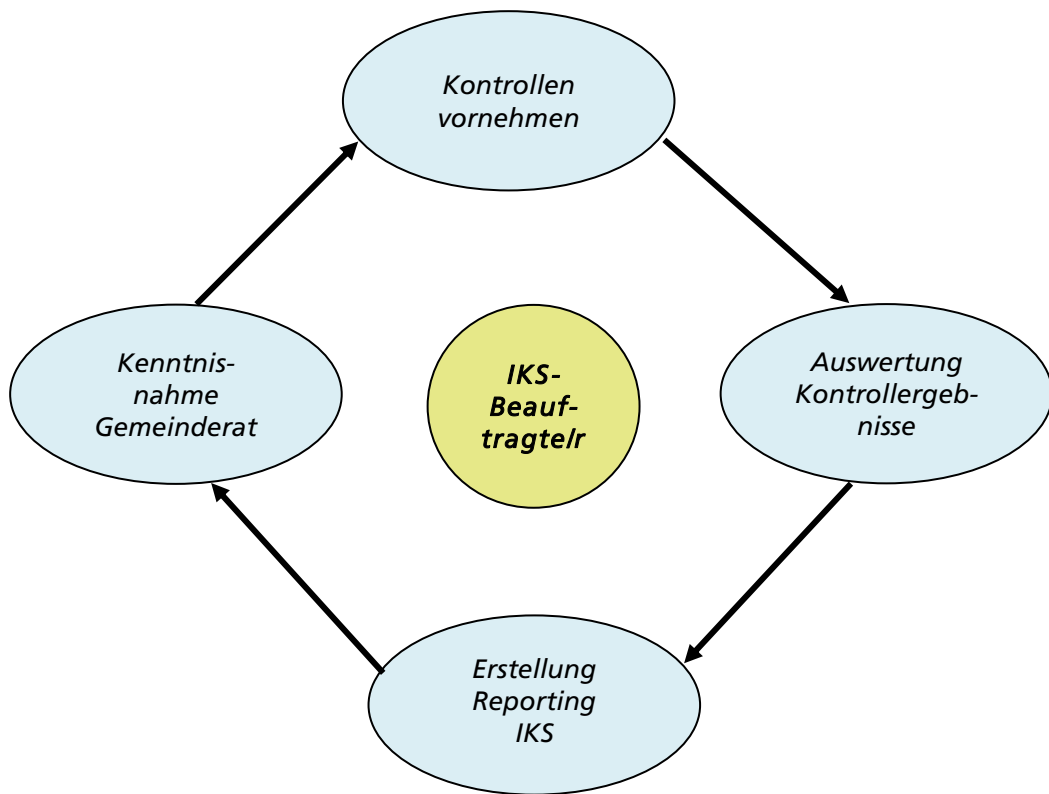 Kontrollen
vornehmen
Kenntnis-
nahme
Gemeinderat
IKS-
Beauf-
tragte/r
Auswertung
Kontrollergeb-
nisse
Erstellung
Reporting
IKS